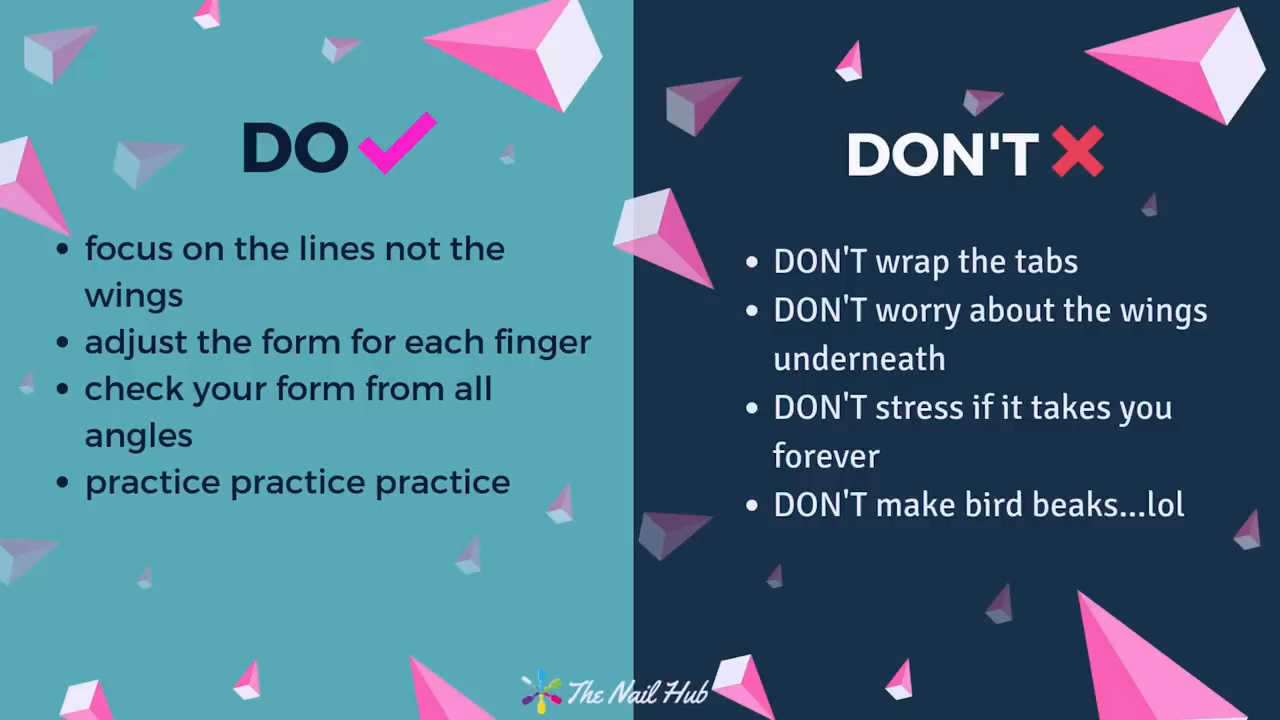 DO
focus on the lines not the
wings
adjust the form for each finger
check your form from all
angles
practice practice practice
DON'T
DON'T wrap the tabs
DON'T worry about the wings
underneath
DON'T stress if it takes you
forever
DON'T make bird beaks...lol
The Nail Hub